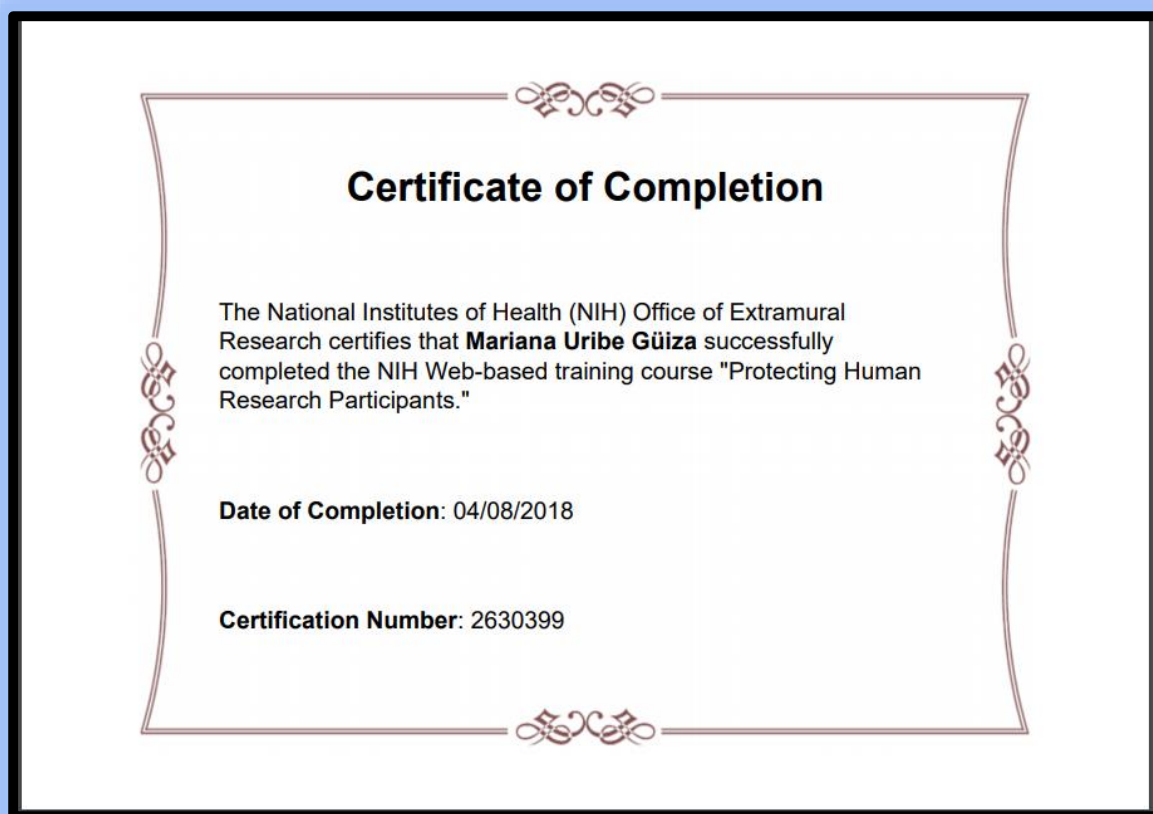 Certificate of Completion
The National Institutes of Health (NIH) Office of Extramural
Research certifies that Mariana Uribe Güiza successfully
completed the NIH Web-based training course "Protecting Human
Research Participants."
Date of Completion: 04/08/2018
Certification Number: 2630399